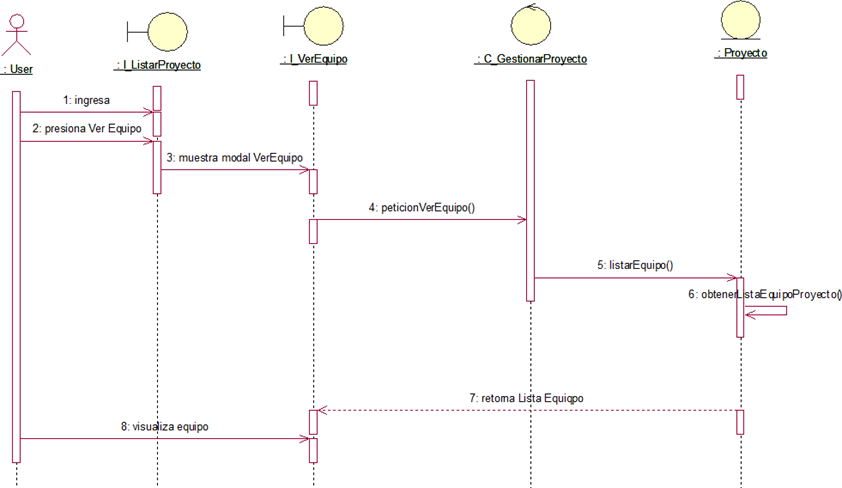 : User
: I_ListarProyecto
: I_VerEquipo
: C_GestionarProyecto
: Proyecto
1: ingresa
2: presiona Ver Equipo
3: muestra modal VerEquipo
4: peticionVerEquipo()
5: listarEquipo()
6: obtenerListaEquipoProyecto()
7: retorna Lista Equiqpo
8: visualiza equipo